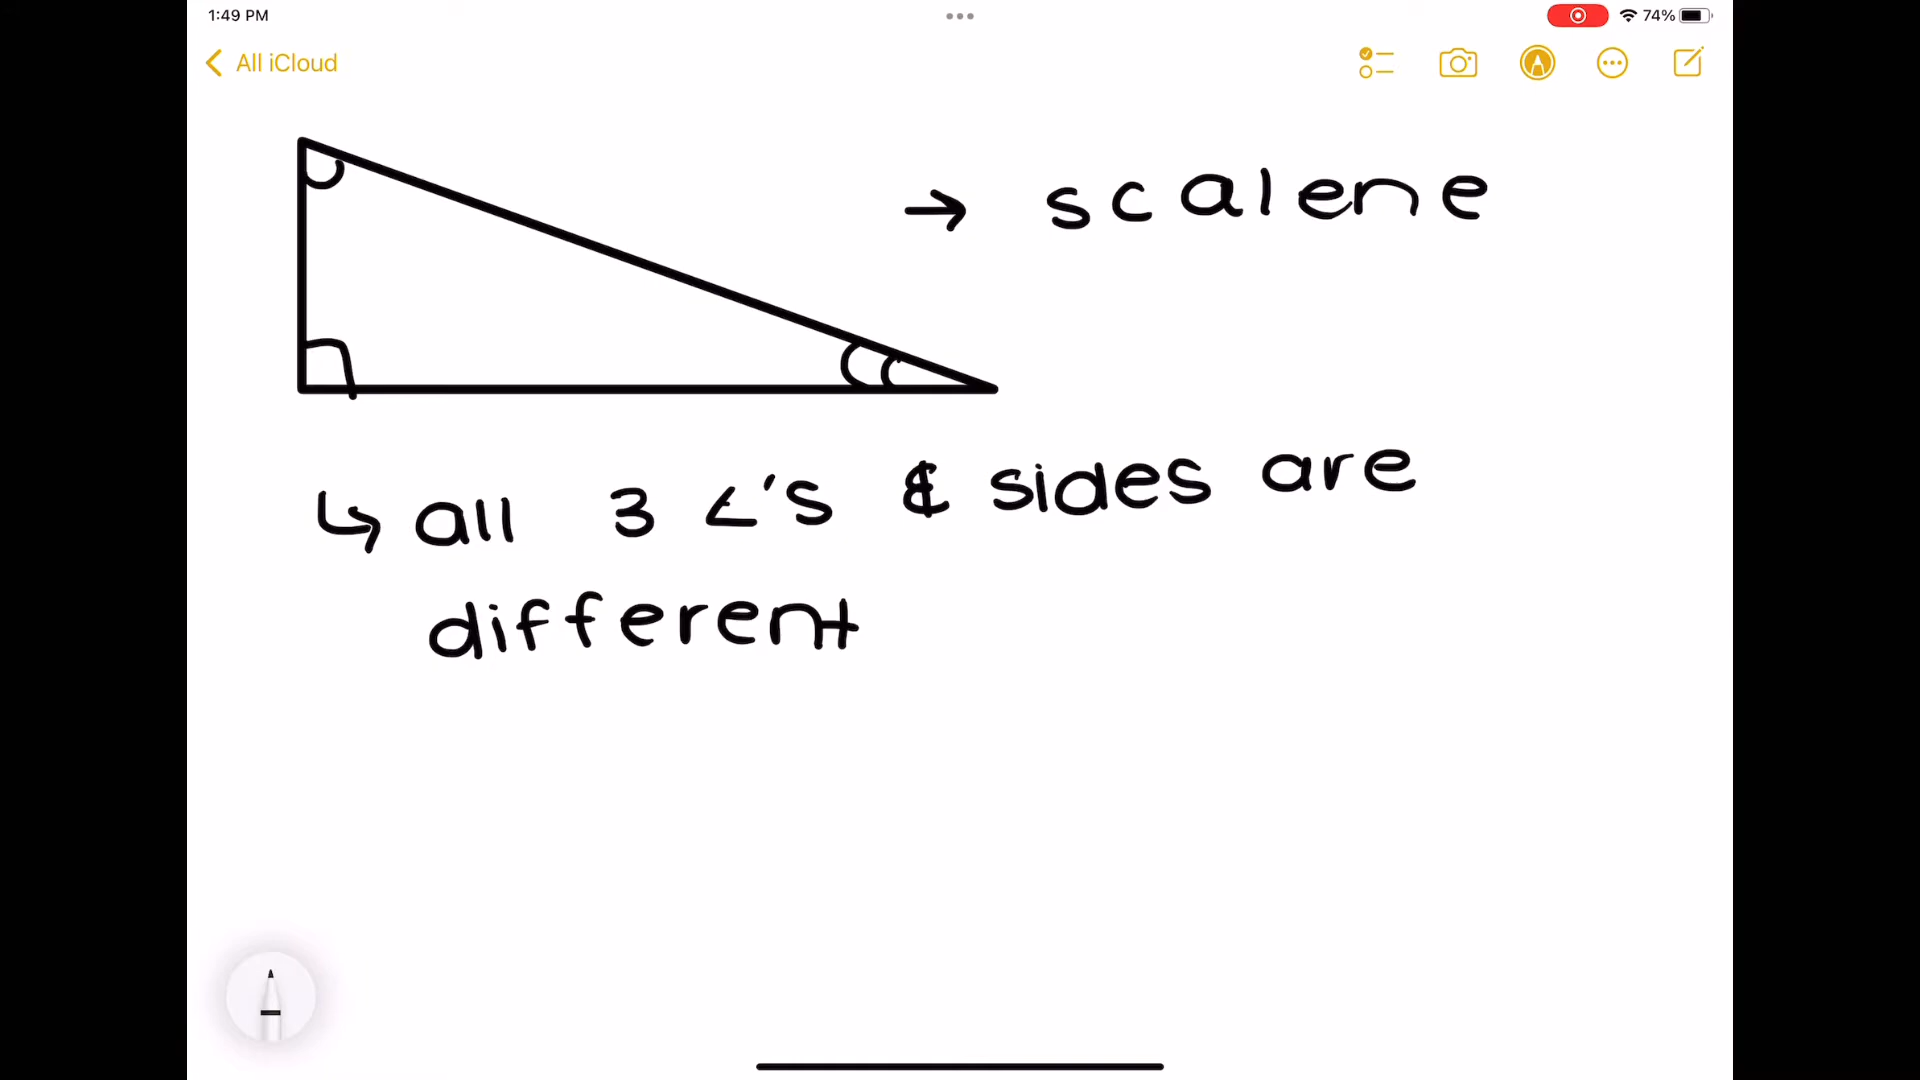 1:49 PM
74%
All iCloud
→ scalene
↳ all 3 ∠'s & sides are
different